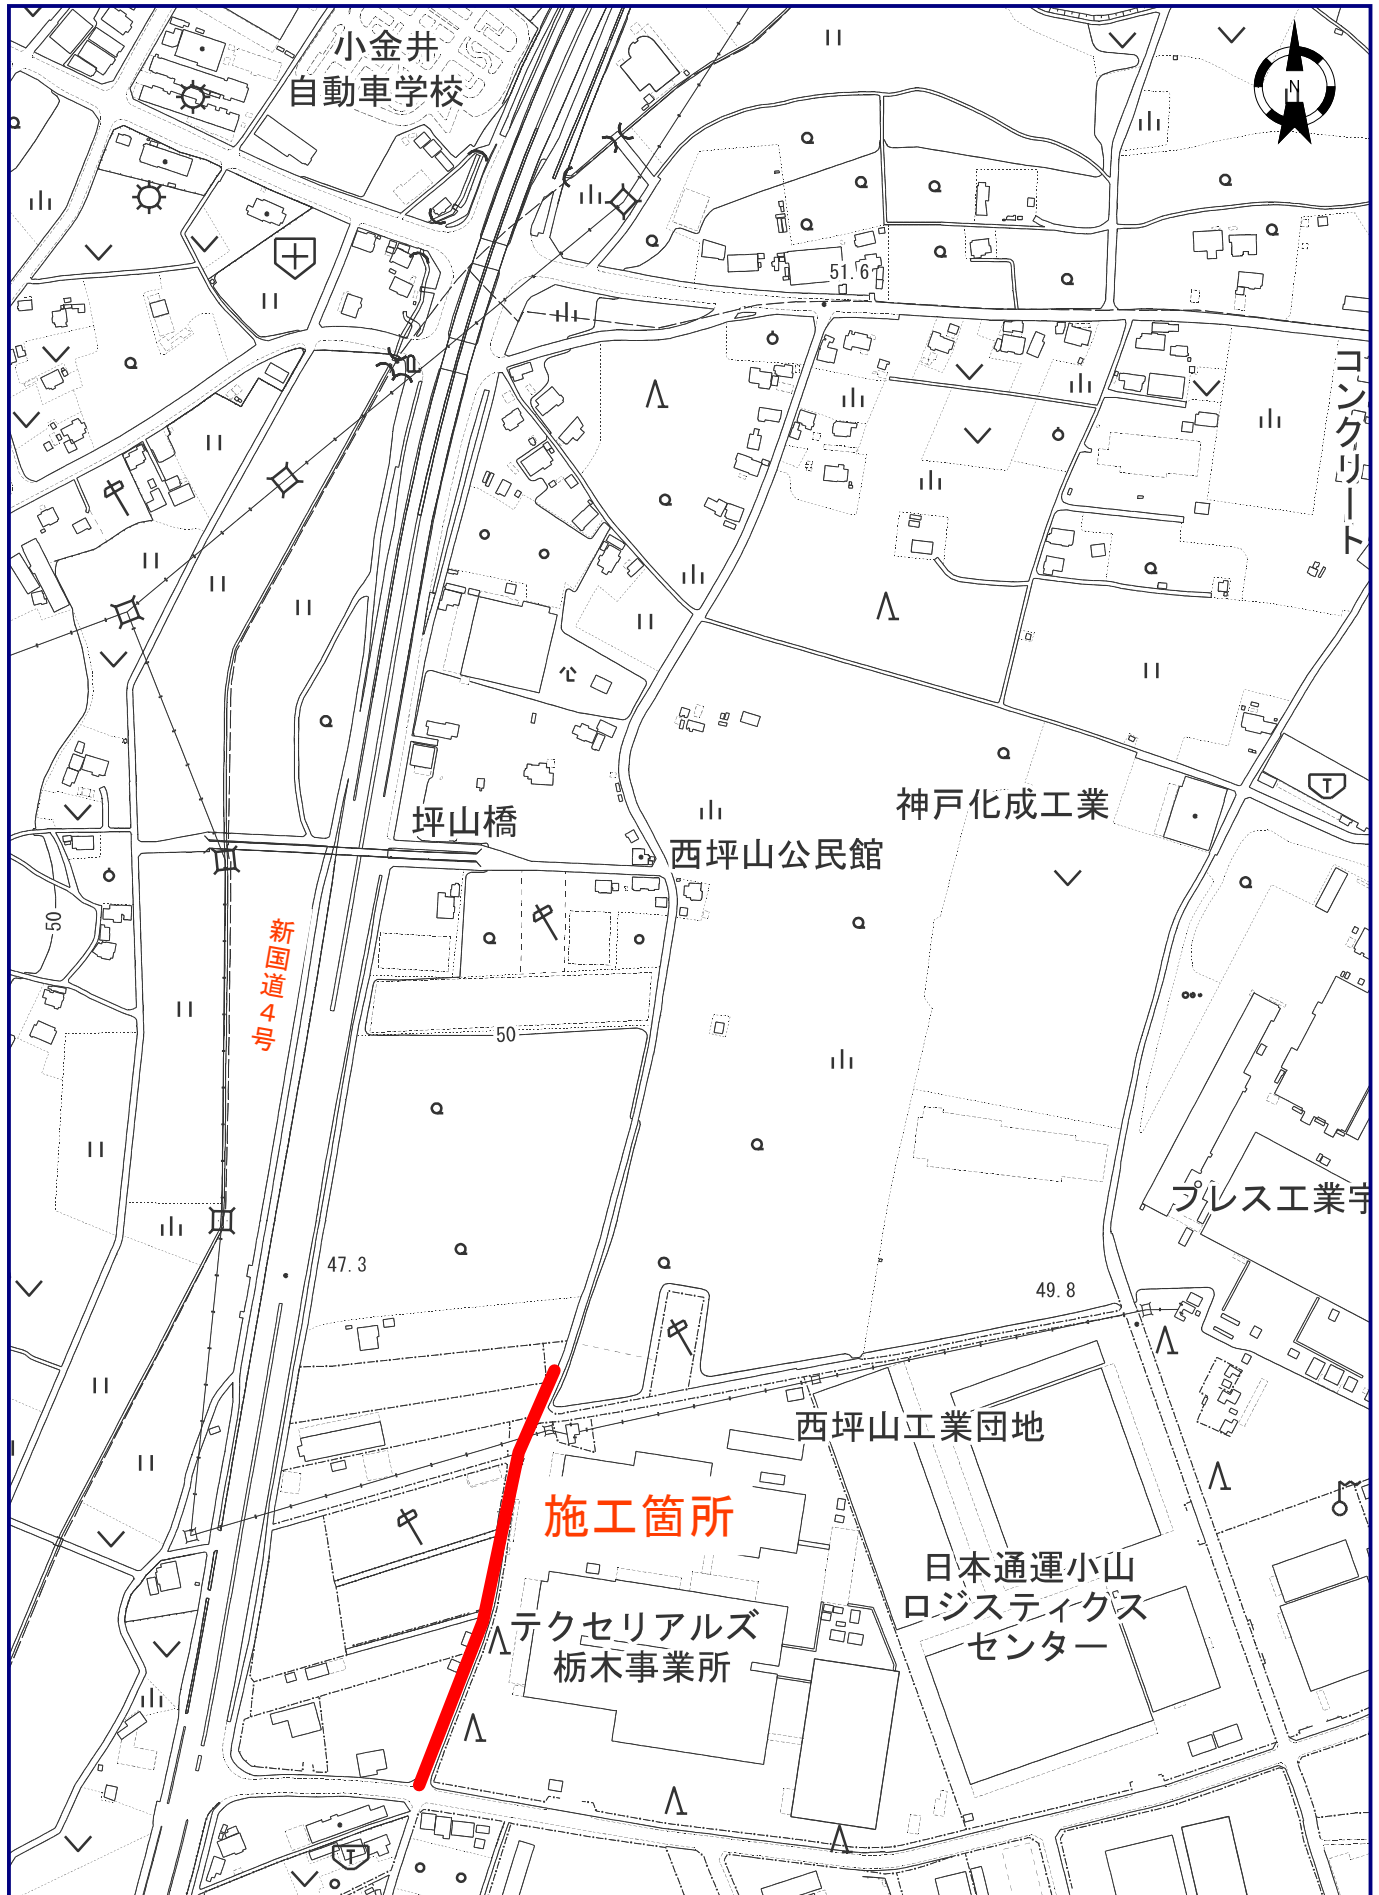 小金井
自動車学校
N
51.6
コンクリート
公
坪山橋
神戸化成工業
T
西坪山公民館
50
新国道4号
50
プレス工業宇
47.3
49.8
西坪山工業団地
施工箇所
日本通運小山
ロジスティクス
センター
テクセリアルズ
栃木事業所
T